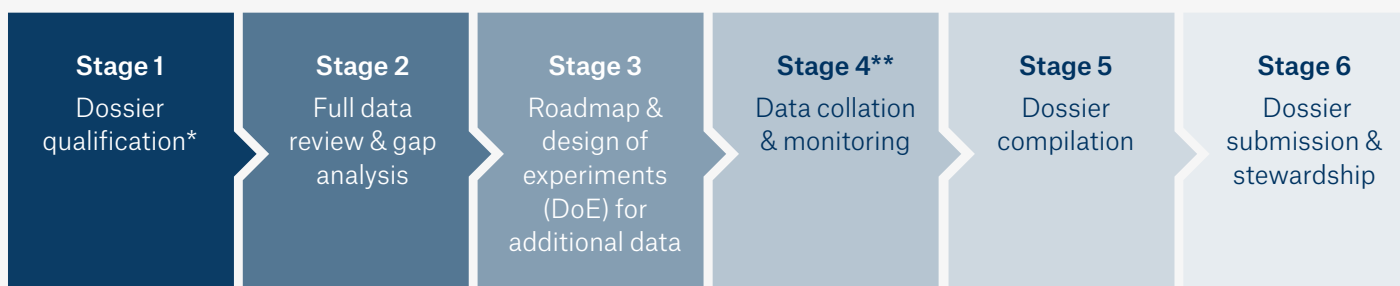 Stage 1
Dossier
qualification*
Stage 2
Full data
review & gap
analysis
Stage 3
Roadmap &
design of
experiments
(DoE) for
additional data
Stage 4**
Data collation
& monitoring
Stage 5
Dossier
compilation
Stage 6
Dossier
submission &
stewardship